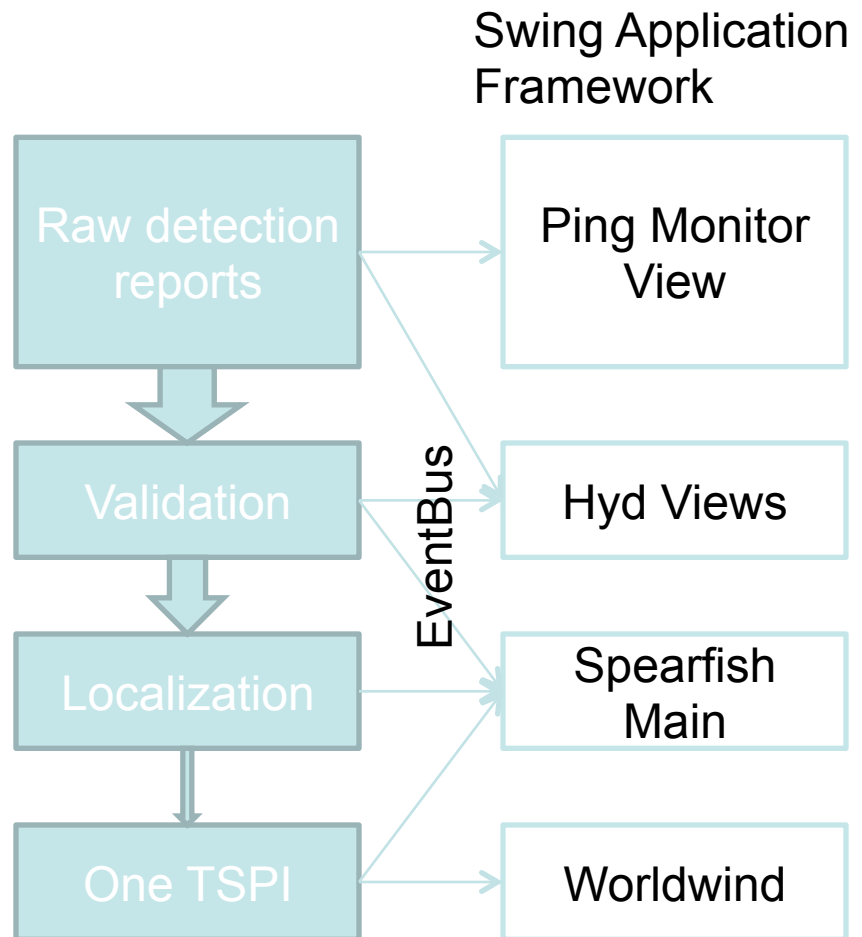 Swing Application
Framework
Raw detection
reports
Ping Monitor
View
Validation
EventBus
Hyd Views
Localization
Spearfish
Main
One TSPI
Worldwind